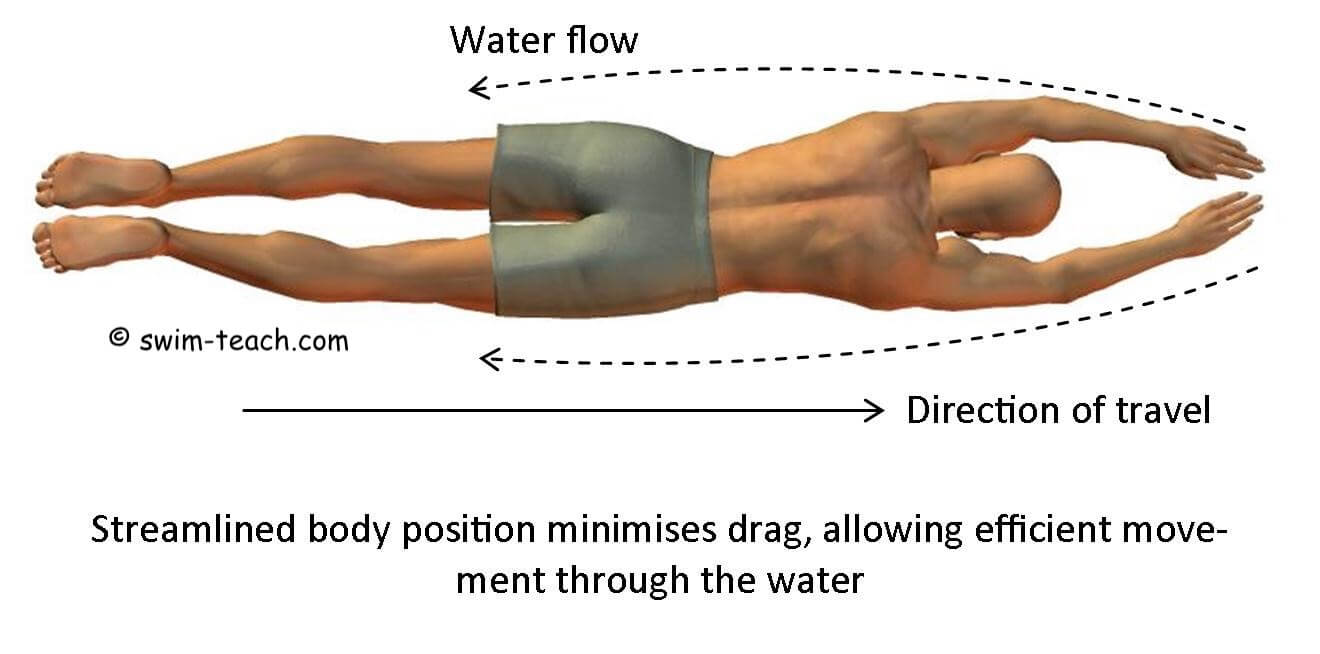 Water flow
© swim-teach.com
Direction of travel
Streamlined body position minimises drag, allowing efficient move-
ment through the water